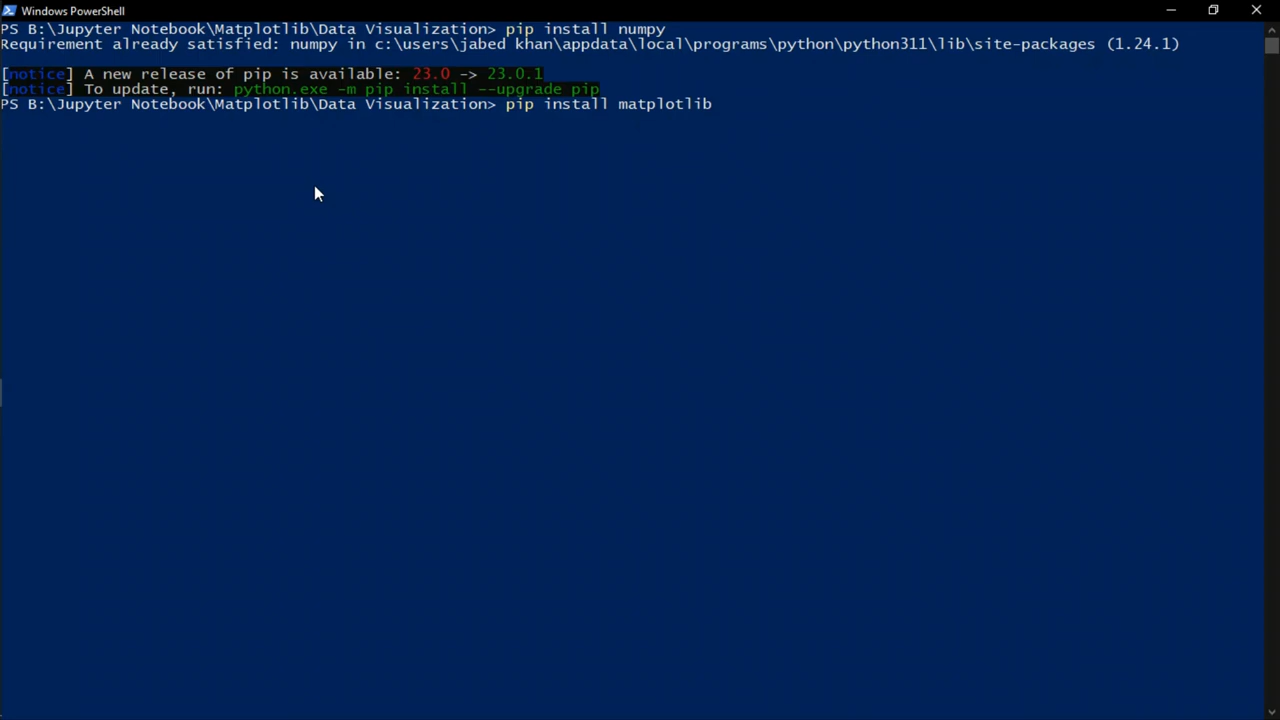 Windows PowerShell
PS B:\Jupyter Notebook\Matplotlib\Data Visualization> pip install numpy
Requirement already satisfied: numpy in c:\users\jabed khan\appdata\local\programs\python\python311\lib\site-packages (1.24.1)
[notice] A new release of pip is available: 23.0 -> 23.0.1
[notice] To update, run: python.exe -m pip install --upgrade pip
PS B:\Jupyter Notebook\Matplotlib\Data Visualization> pip install matplotlib